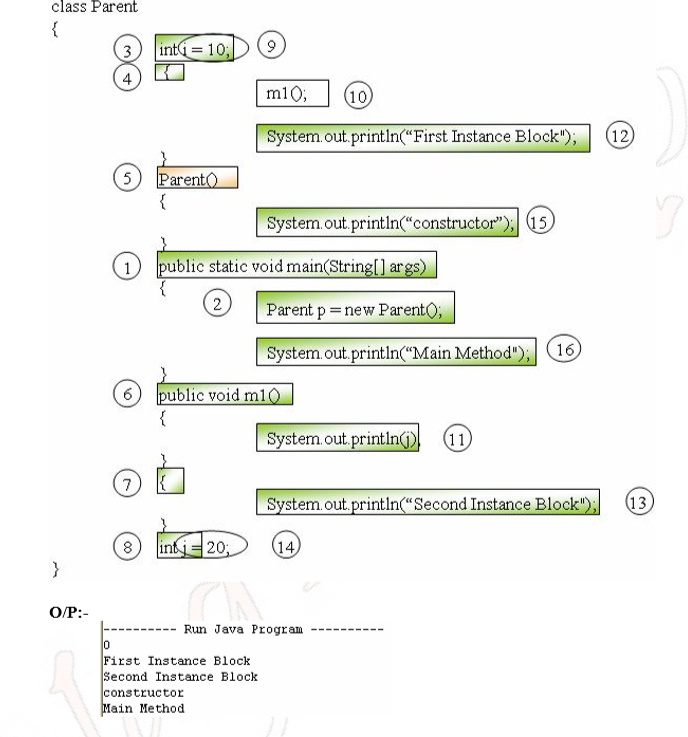 class Parent
{
3 int i = 10; 9
4 {
m1(); 10
System.out.println("First Instance Block"); 12
}
5 Parent()
{
System.out.println("constructor"); 15
}
1 public static void main(String[] args)
{
2 Parent p = new Parent();
System.out.println("Main Method"); 16
}
6 public void m1()
{
System.out.println(j) 11
}
7 {
System.out.println("Second Instance Block"); 13
}
8 int j = 20; 14
}
O/P:-
---------- Run Java Program ----------
0
First Instance Block
Second Instance Block
constructor
Main Method